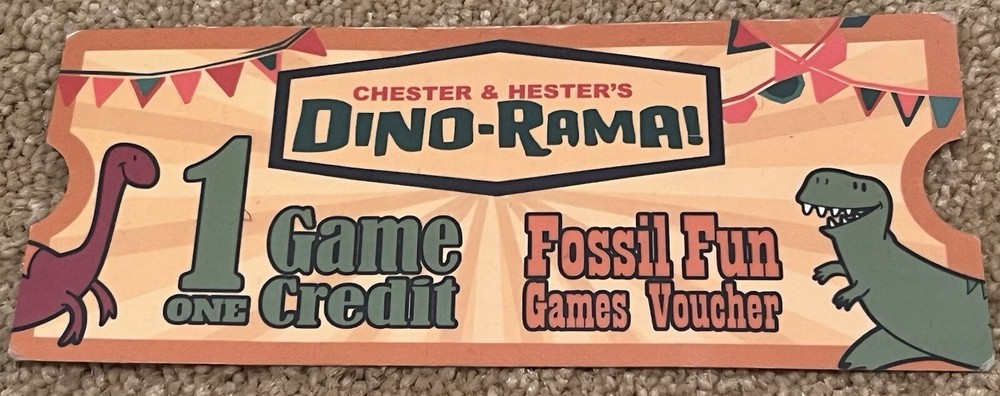 CHESTER & HESTER'S
DINO-RAMA!
1
ONE
Game
Credit
Fossil Fun
Games Voucher